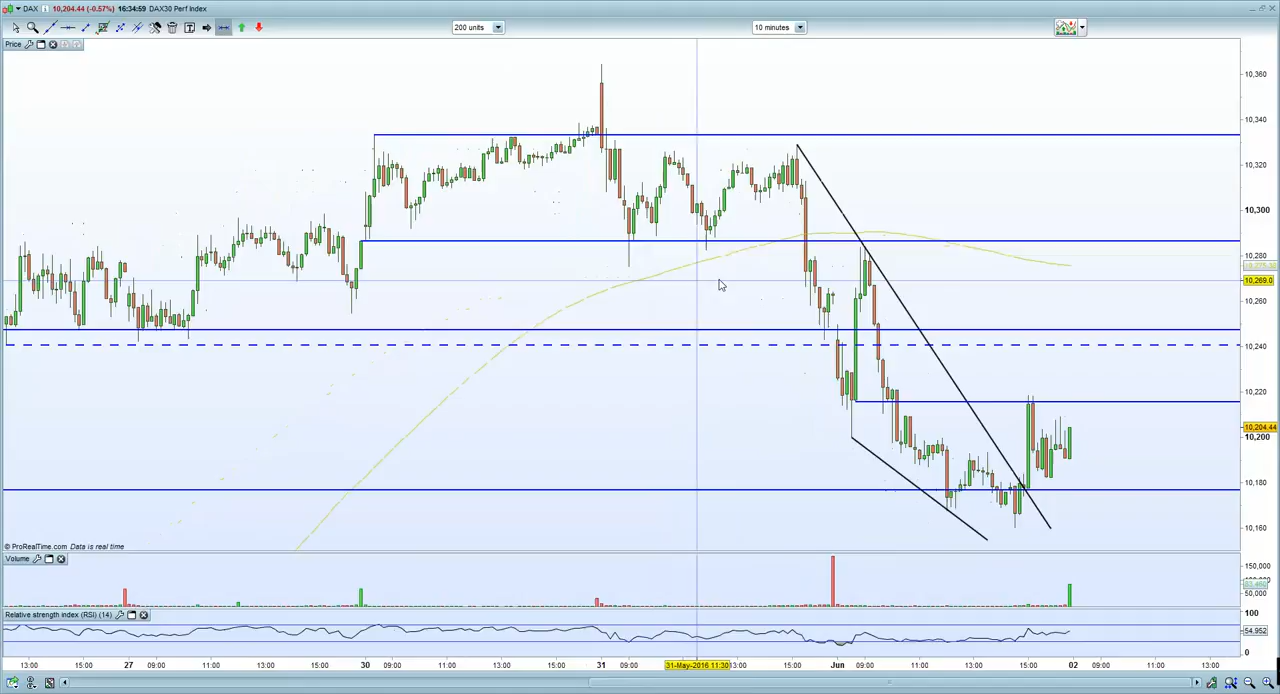 DAX 10,204.44 (-0.57%) 16:34:59 DAX30 Perf Index
200 units 10 minutes
Price
10,360
10,340
10,320
10,300
10,280
10,269.0
10,260
10,240
10,220
10,204.44
10,200
10,180
10,160
© ProRealTime.com Data is real time
Volume
150,000
50,000
Relative strength index (RSI) (14)
100
54.952
0
13:00 15:00 27 09:00 11:00 13:00 15:00 30 09:00 11:00 13:00 15:00 31 09:00 31-May-2016 11:30 13:00 15:00 Jun 09:00 11:00 13:00 15:00 02 09:00 11:00 13:00